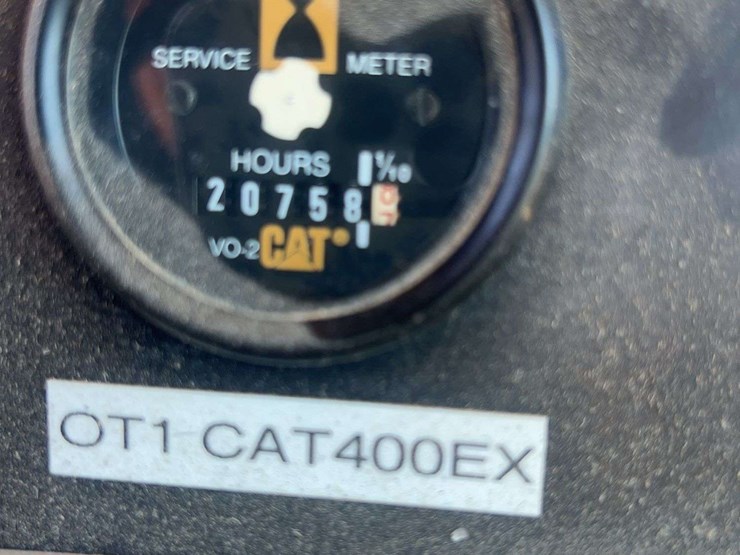 SERVICE METER
HOURS 1/10
20758
VO-2 CAT
OT1 CAT400EX